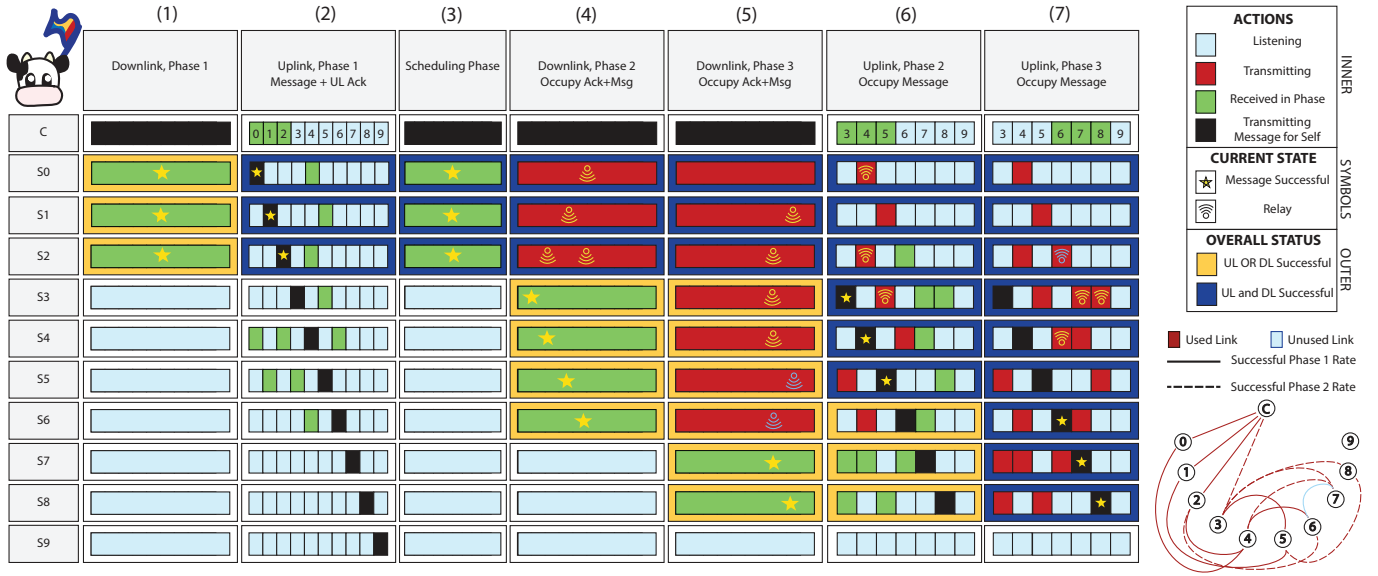 (1) (2) (3) (4) (5) (6) (7)
Downlink, Phase 1
Uplink, Phase 1
Message + UL Ack
Scheduling Phase
Downlink, Phase 2
Occupy Ack+Msg
Downlink, Phase 3
Occupy Ack+Msg
Uplink, Phase 2
Occupy Message
Uplink, Phase 3
Occupy Message
C
0 1 2 3 4 5 6 7 8 9
3 4 5 6 7 8 9
3 4 5 6 7 8 9
S0
S1
S2
S3
S4
S5
S6
S7
S8
S9
ACTIONS
Listening
Transmitting
Received in Phase
Transmitting
Message for Self
INNER
CURRENT STATE
Message Successful
Relay
SYMBOLS
OVERALL STATUS
UL OR DL Successful
UL and DL Successful
OUTER
Used Link
Unused Link
Successful Phase 1 Rate
Successful Phase 2 Rate
C
0
1
2
3
4
5
6
7
8
9